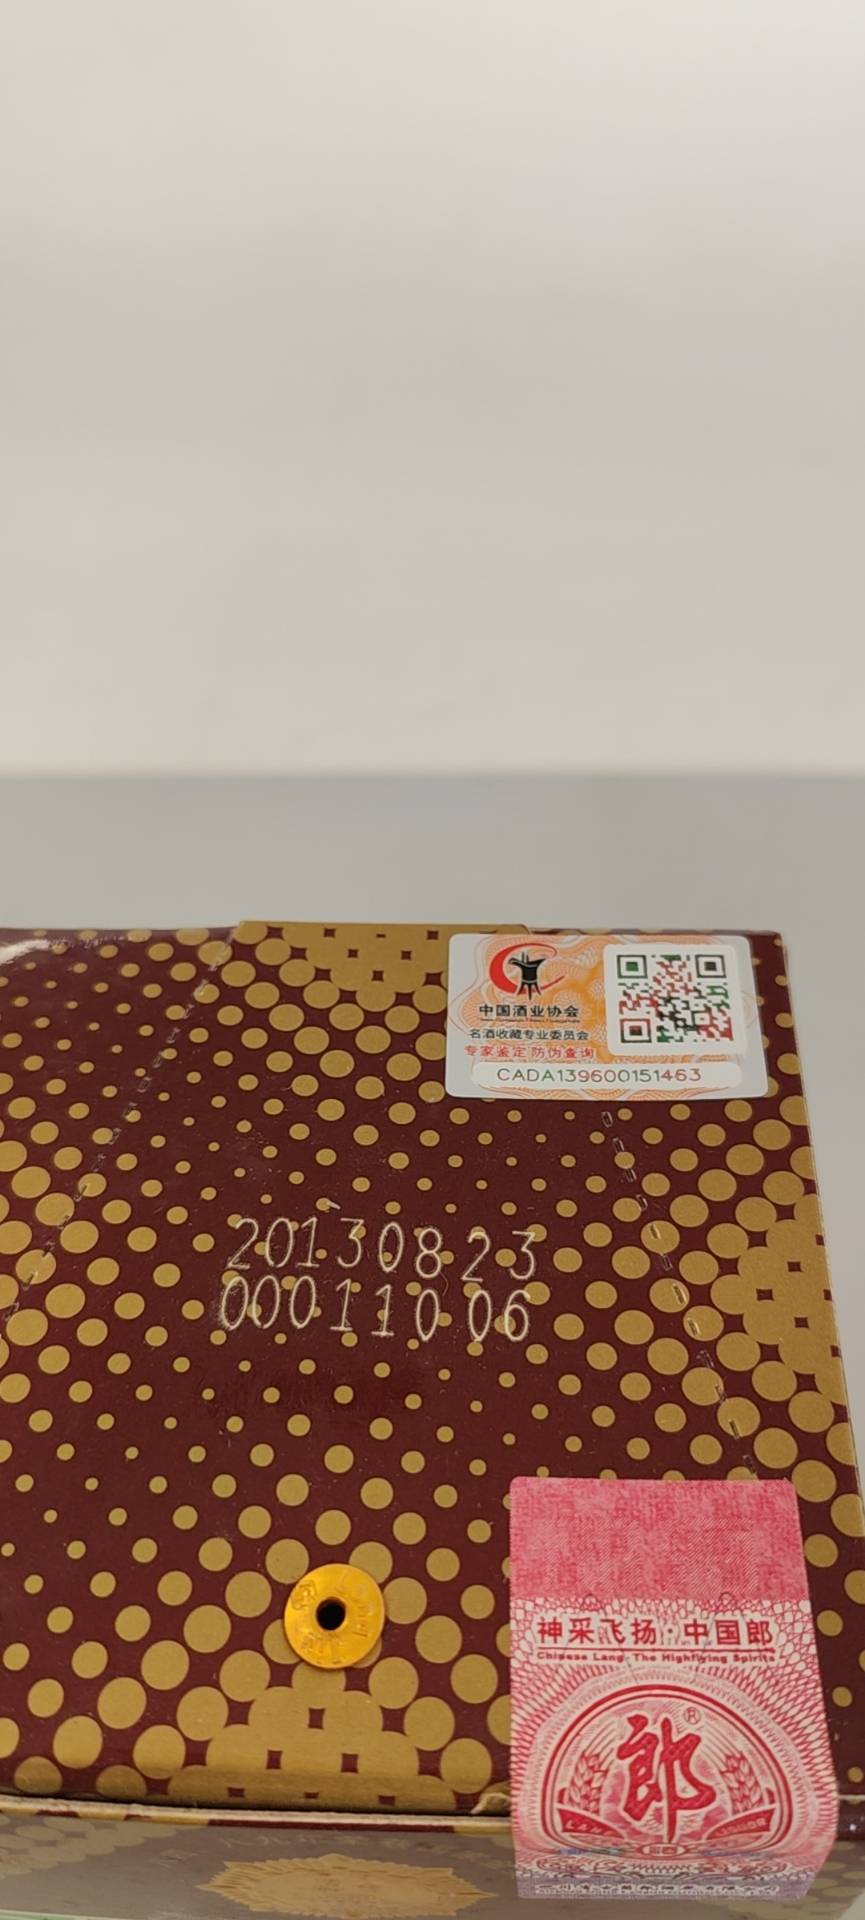 中国酒业协会
名酒收藏专业委员会
专家鉴定 防伪查询
CADA139600151463
20130823
00011006
神采飞扬·中国郎
Chinese Lang·The Highflying Spirits
郎®